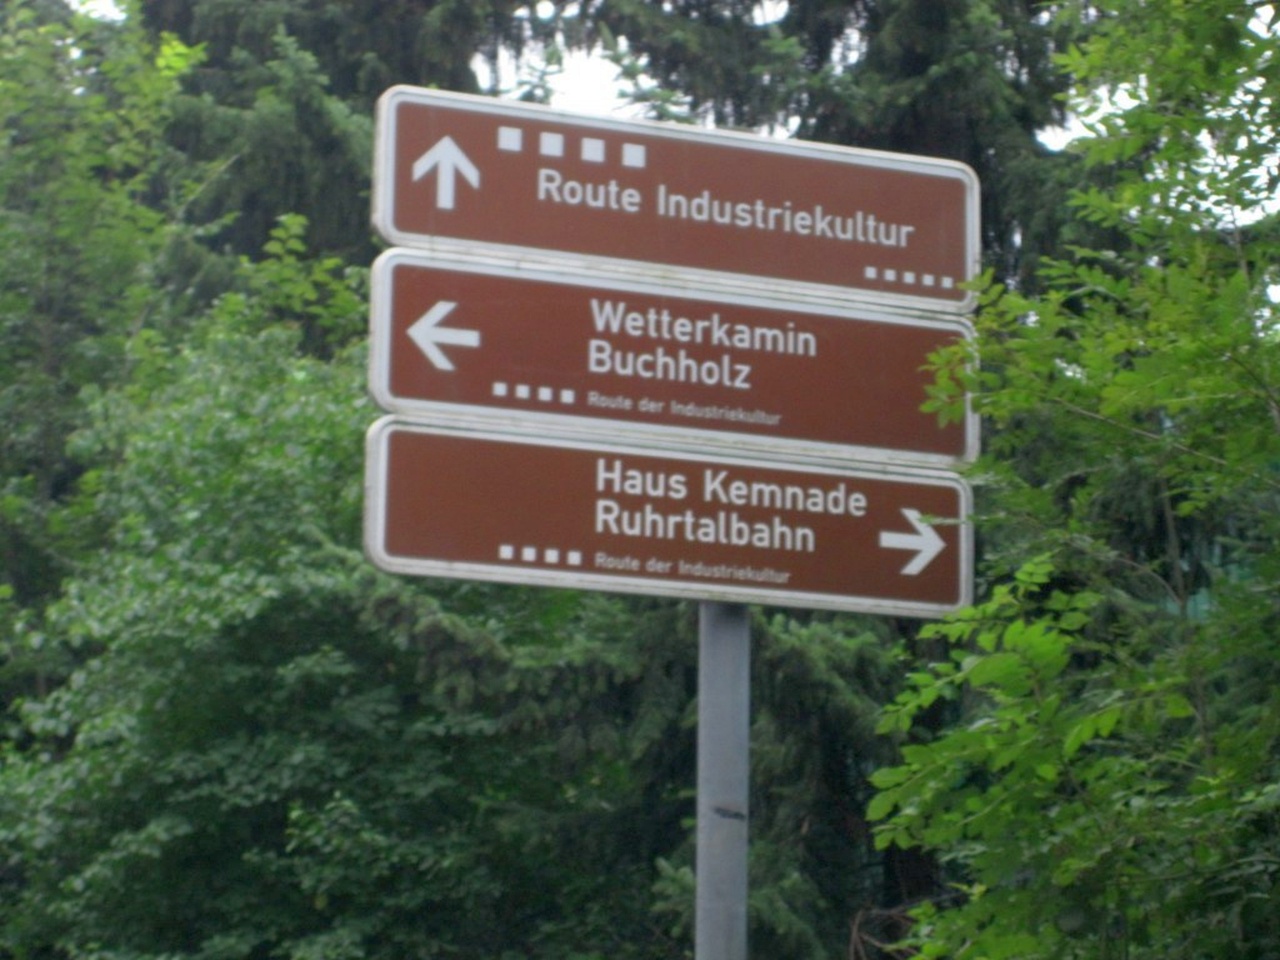 Route Industriekultur
Wetterkamin
Buchholz
Route der Industriekultur
Haus Kemnade
Ruhrtalbahn
Route der Industriekultur